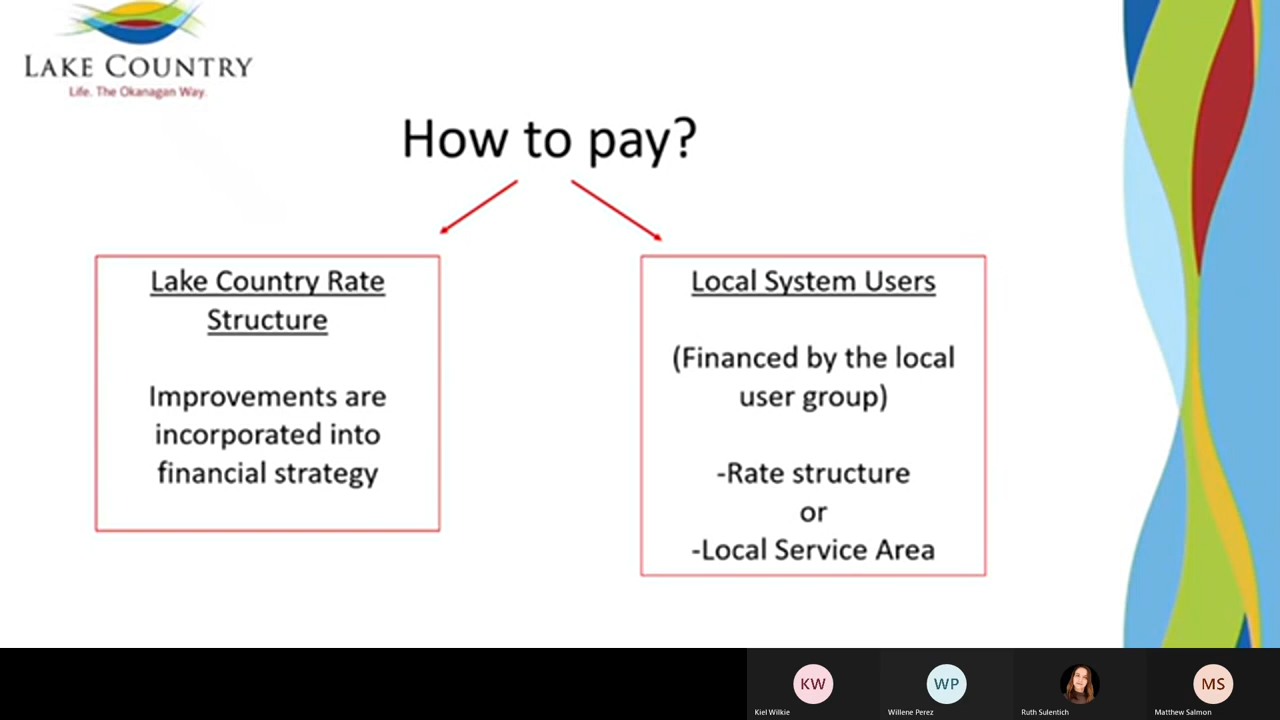 LAKE COUNTRY
Life. The Okanagan Way.
How to pay?
Lake Country Rate
Structure
Improvements are
incorporated into
financial strategy
Local System Users
(Financed by the local
user group)
-Rate structure
or
-Local Service Area
KW
WP
MS
Kiel Wilkie
Willene Perez
Ruth Sulentich
Matthew Salmon